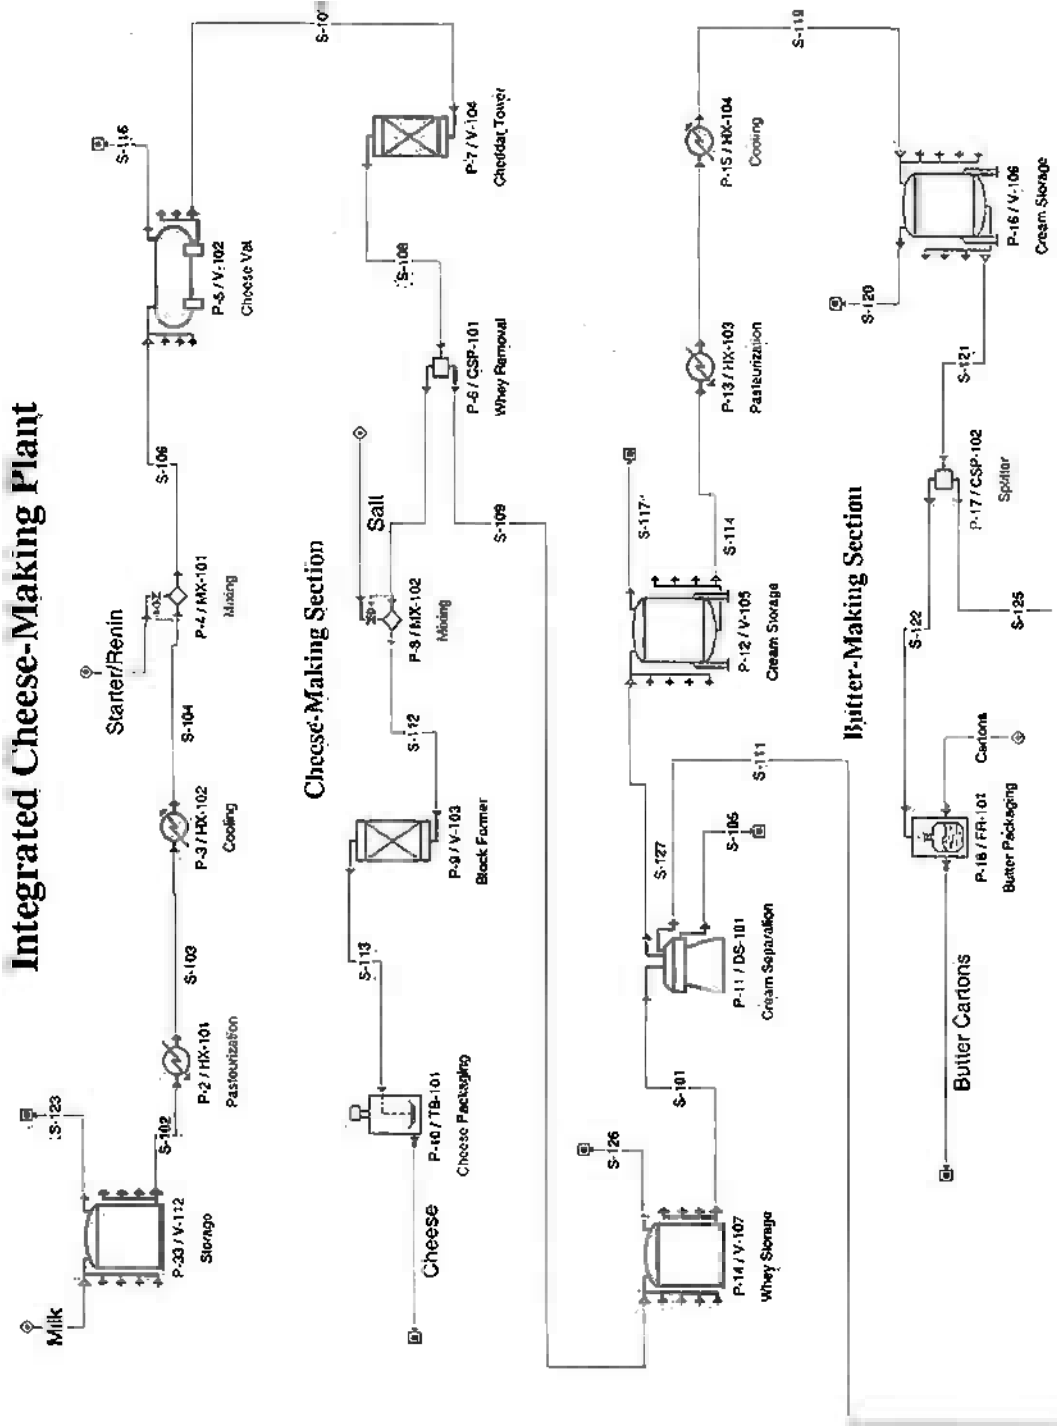 Integrated Cheese-Making Plant
Milk
S-123
S-102
P-33 / V-112
Storage
P-2 / HX-101
Pasteurization
S-103
P-3 / HX-102
Cooling
S-104
Starter/Renin
P-4 / MX-101
Mixing
S-106
P-5 / V-102
Cheese Vat
S-116
S-107
P-7 / V-104
Cheddar Tower
S-108
P-6 / CSP-101
Whey Removal
S-109
Salt
P-8 / MX-102
Mixing
Cheese-Making Section
S-112
P-9 / V-103
Block Former
S-113
P-10 / TB-101
Cheese Packaging
Cheese
S-126
P-14 / V-107
Whey Storage
S-101
P-11 / DS-101
Cream Separation
S-127
S-105
S-111
P-12 / V-105
Cream Storage
S-117
S-114
P-13 / HX-103
Pasteurization
P-15 / HX-104
Cooling
S-119
P-16 / V-106
Cream Storage
S-120
S-121
P-17 / CSP-102
Splitter
S-122
S-125
Butter-Making Section
Cartons
P-18 / FR-101
Butter Packaging
Butter Cartons